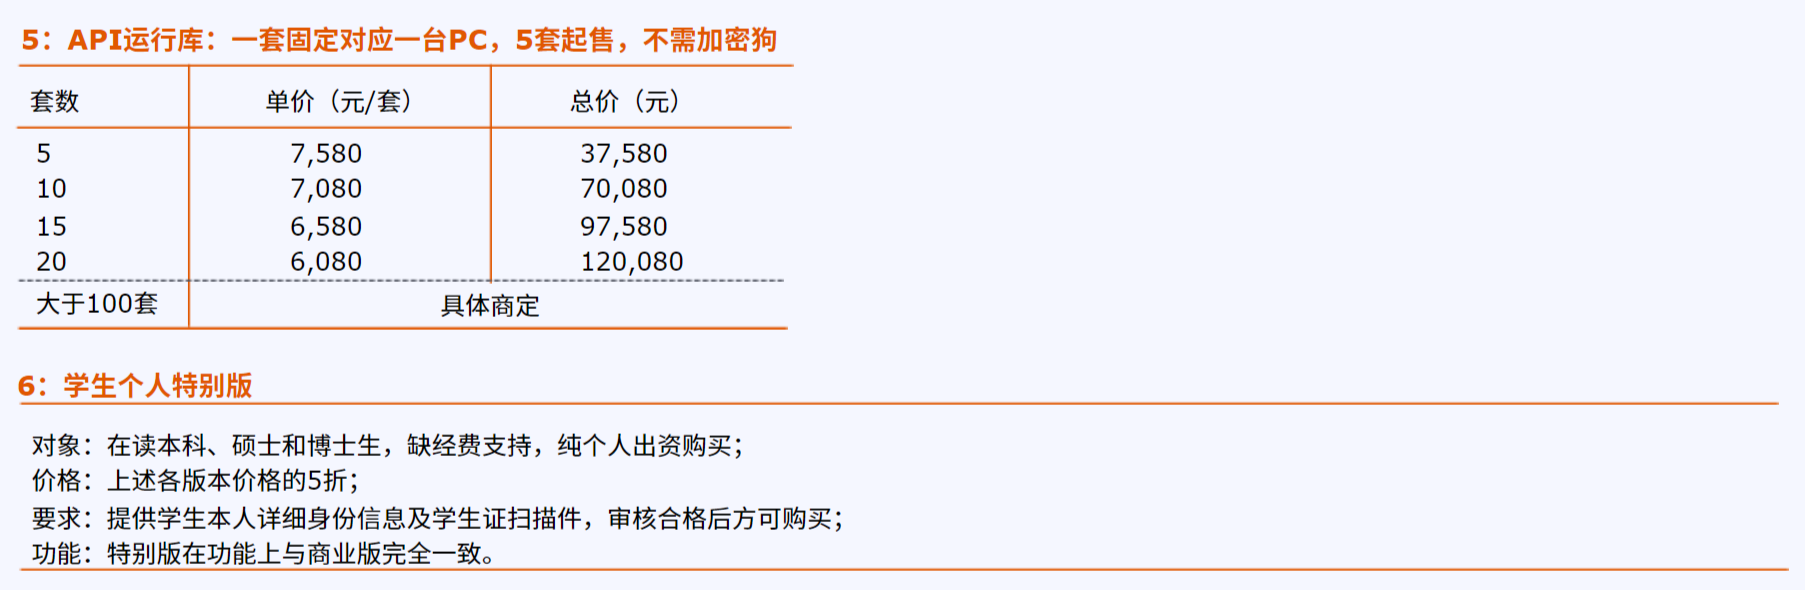 5：API运行库：一套固定对应一台PC，5套起售，不需加密狗
套数 单价（元/套） 总价（元）
5 7,580 37,580
10 7,080 70,080
15 6,580 97,580
20 6,080 120,080
大于100套 具体商定
6：学生个人特别版
对象：在读本科、硕士和博士生，缺经费支持，纯个人出资购买；
价格：上述各版本价格的5折；
要求：提供学生本人详细身份信息及学生证扫描件，审核合格后方可购买；
功能：特别版在功能上与商业版完全一致。